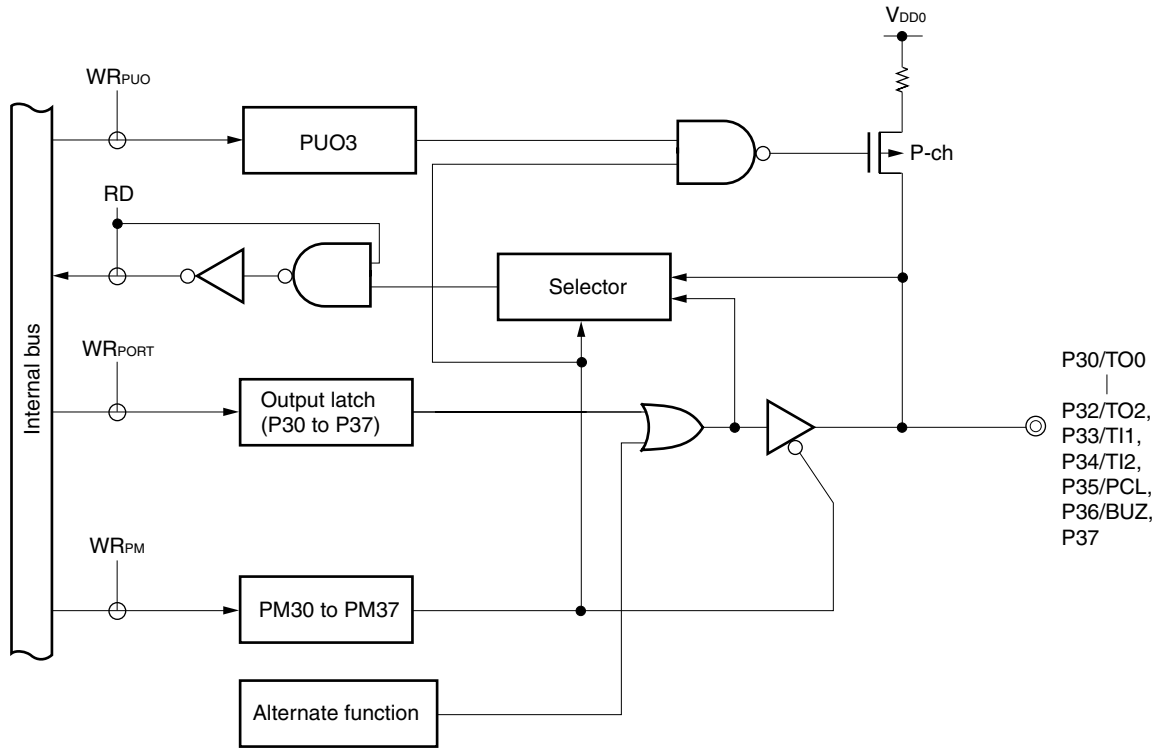 VDD0
WRPUO
PUO3
P-ch
RD
Selector
Internal bus
WRPORT
Output latch
(P30 to P37)
P30/TO0
P32/TO2,
P33/TI1,
P34/TI2,
P35/PCL,
P36/BUZ,
P37
WRPM
PM30 to PM37
Alternate function